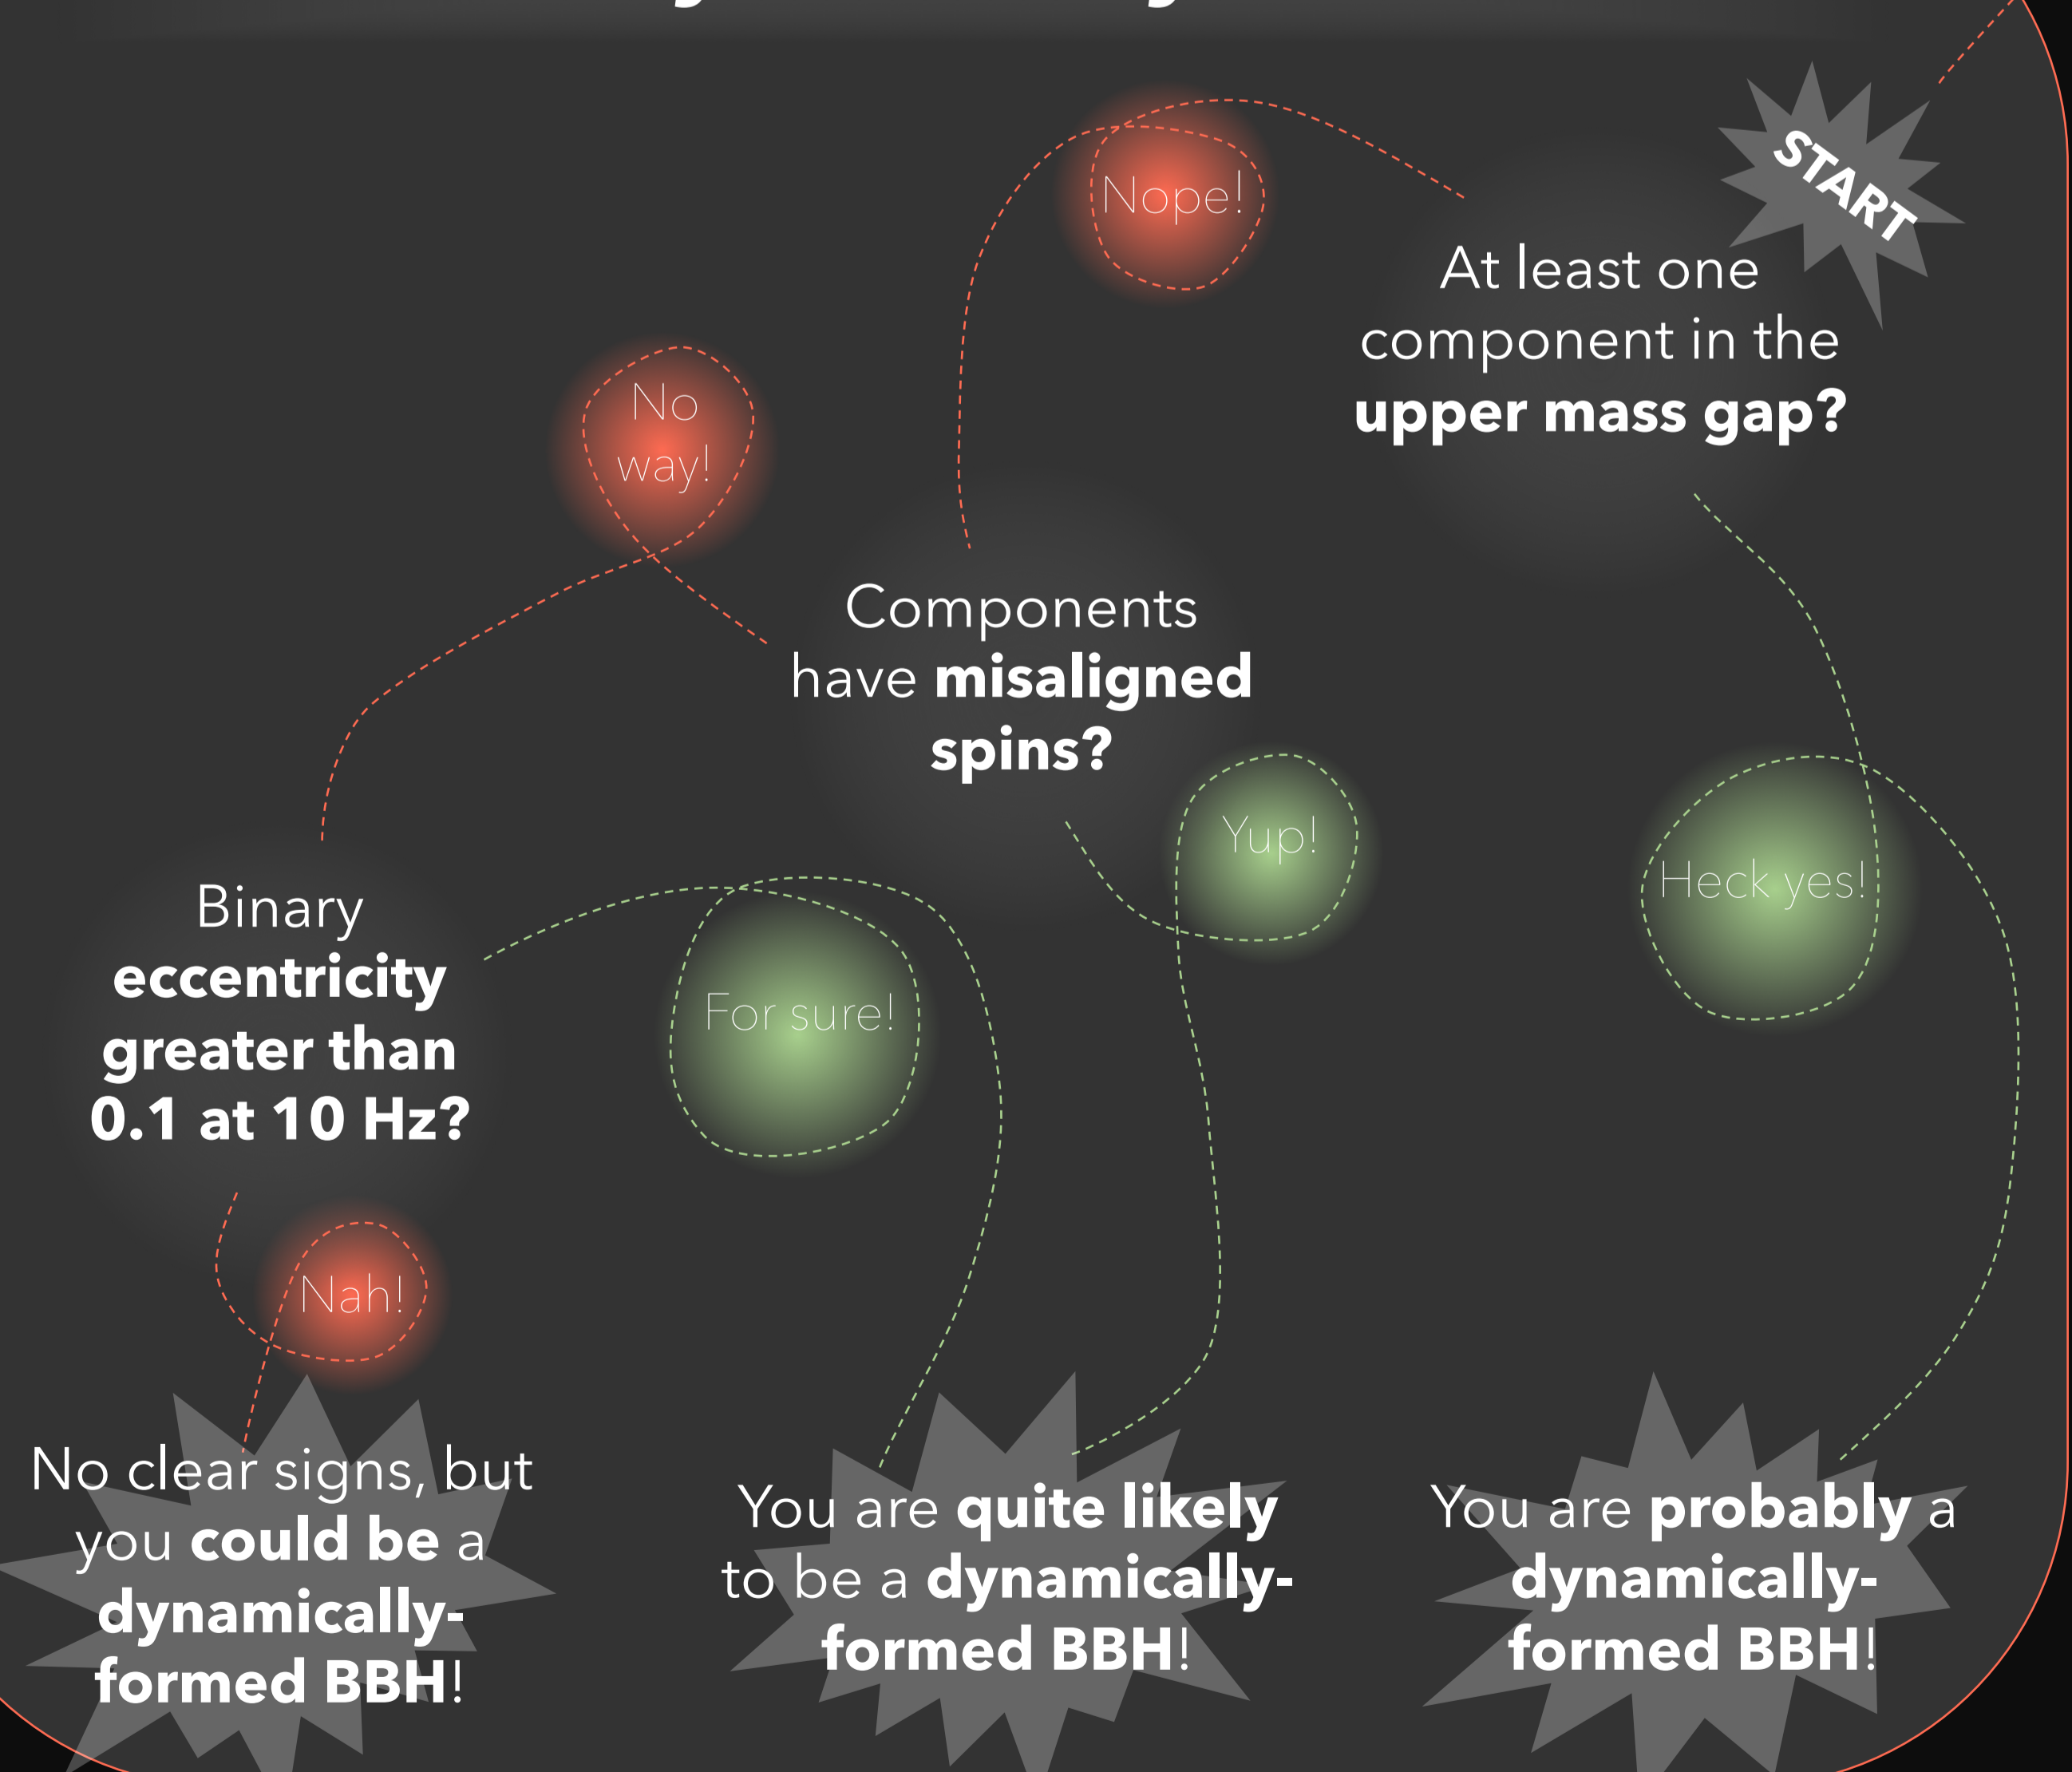 START
At least one
component in the
upper mass gap?
Nope!
No
way!
Components
have misaligned
spins?
Yup!
Heck yes!
Binary
eccentricity
greater than
0.1 at 10 Hz?
For sure!
Nah!
No clear signs, but
you could be a
dynamically-
formed BBH!
You are quite likely
to be a dynamically-
formed BBH!
You are probably a
dynamically-
formed BBH!